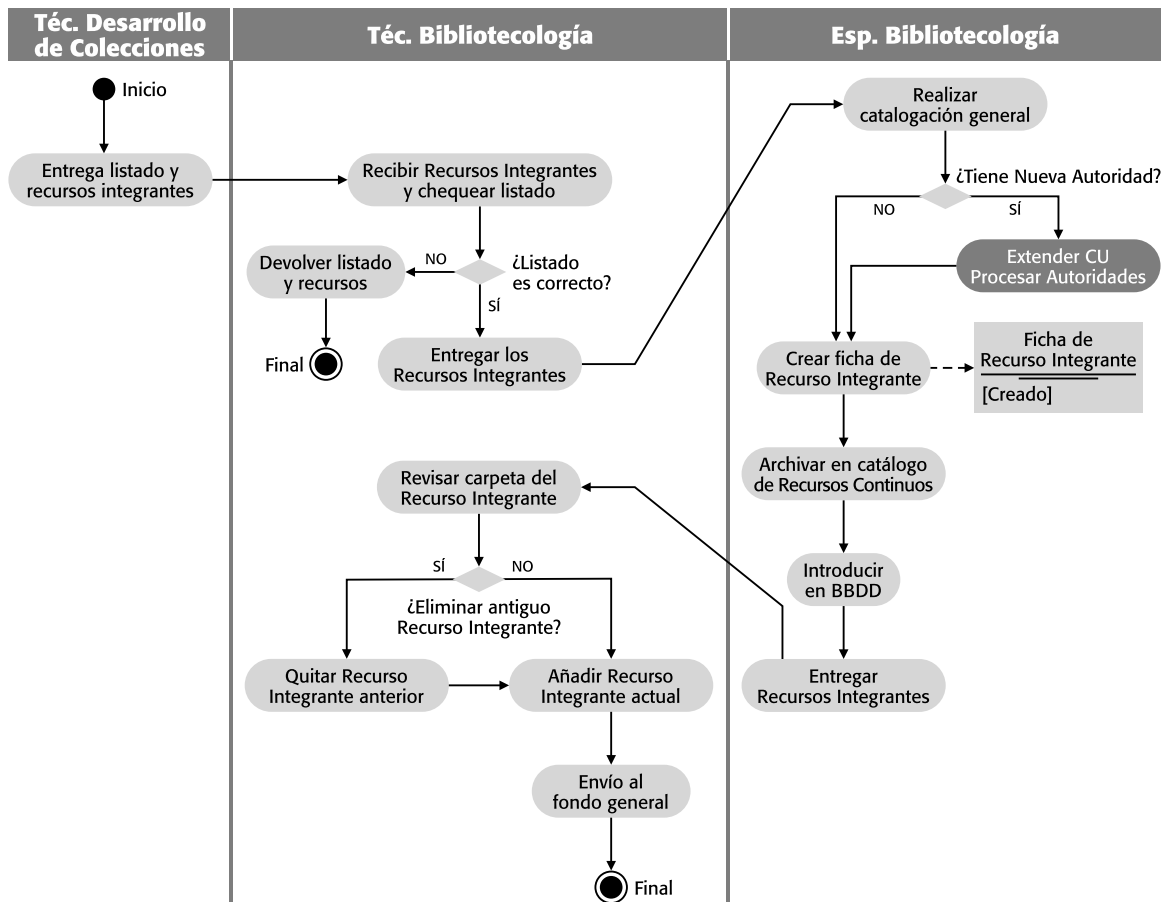 Téc. Desarrollo
de Colecciones
Téc. Bibliotecología
Esp. Bibliotecología
Inicio
Entrega listado y
recursos integrantes
Recibir Recursos Integrantes
y chequear listado
Devolver listado
y recursos
NO
¿Listado
es correcto?
SÍ
Final
Entregar los
Recursos Integrantes
Realizar
catalogación general
¿Tiene Nueva Autoridad?
NO
SÍ
Extender CU
Procesar Autoridades
Crear ficha de
Recurso Integrante
Ficha de
Recurso Integrante
[Creado]
Archivar en catálogo
de Recursos Continuos
Introducir
en BBDD
Entregar
Recursos Integrantes
Revisar carpeta del
Recurso Integrante
SÍ
NO
¿Eliminar antiguo
Recurso Integrante?
Quitar Recurso
Integrante anterior
Añadir Recurso
Integrante actual
Envío al
fondo general
Final